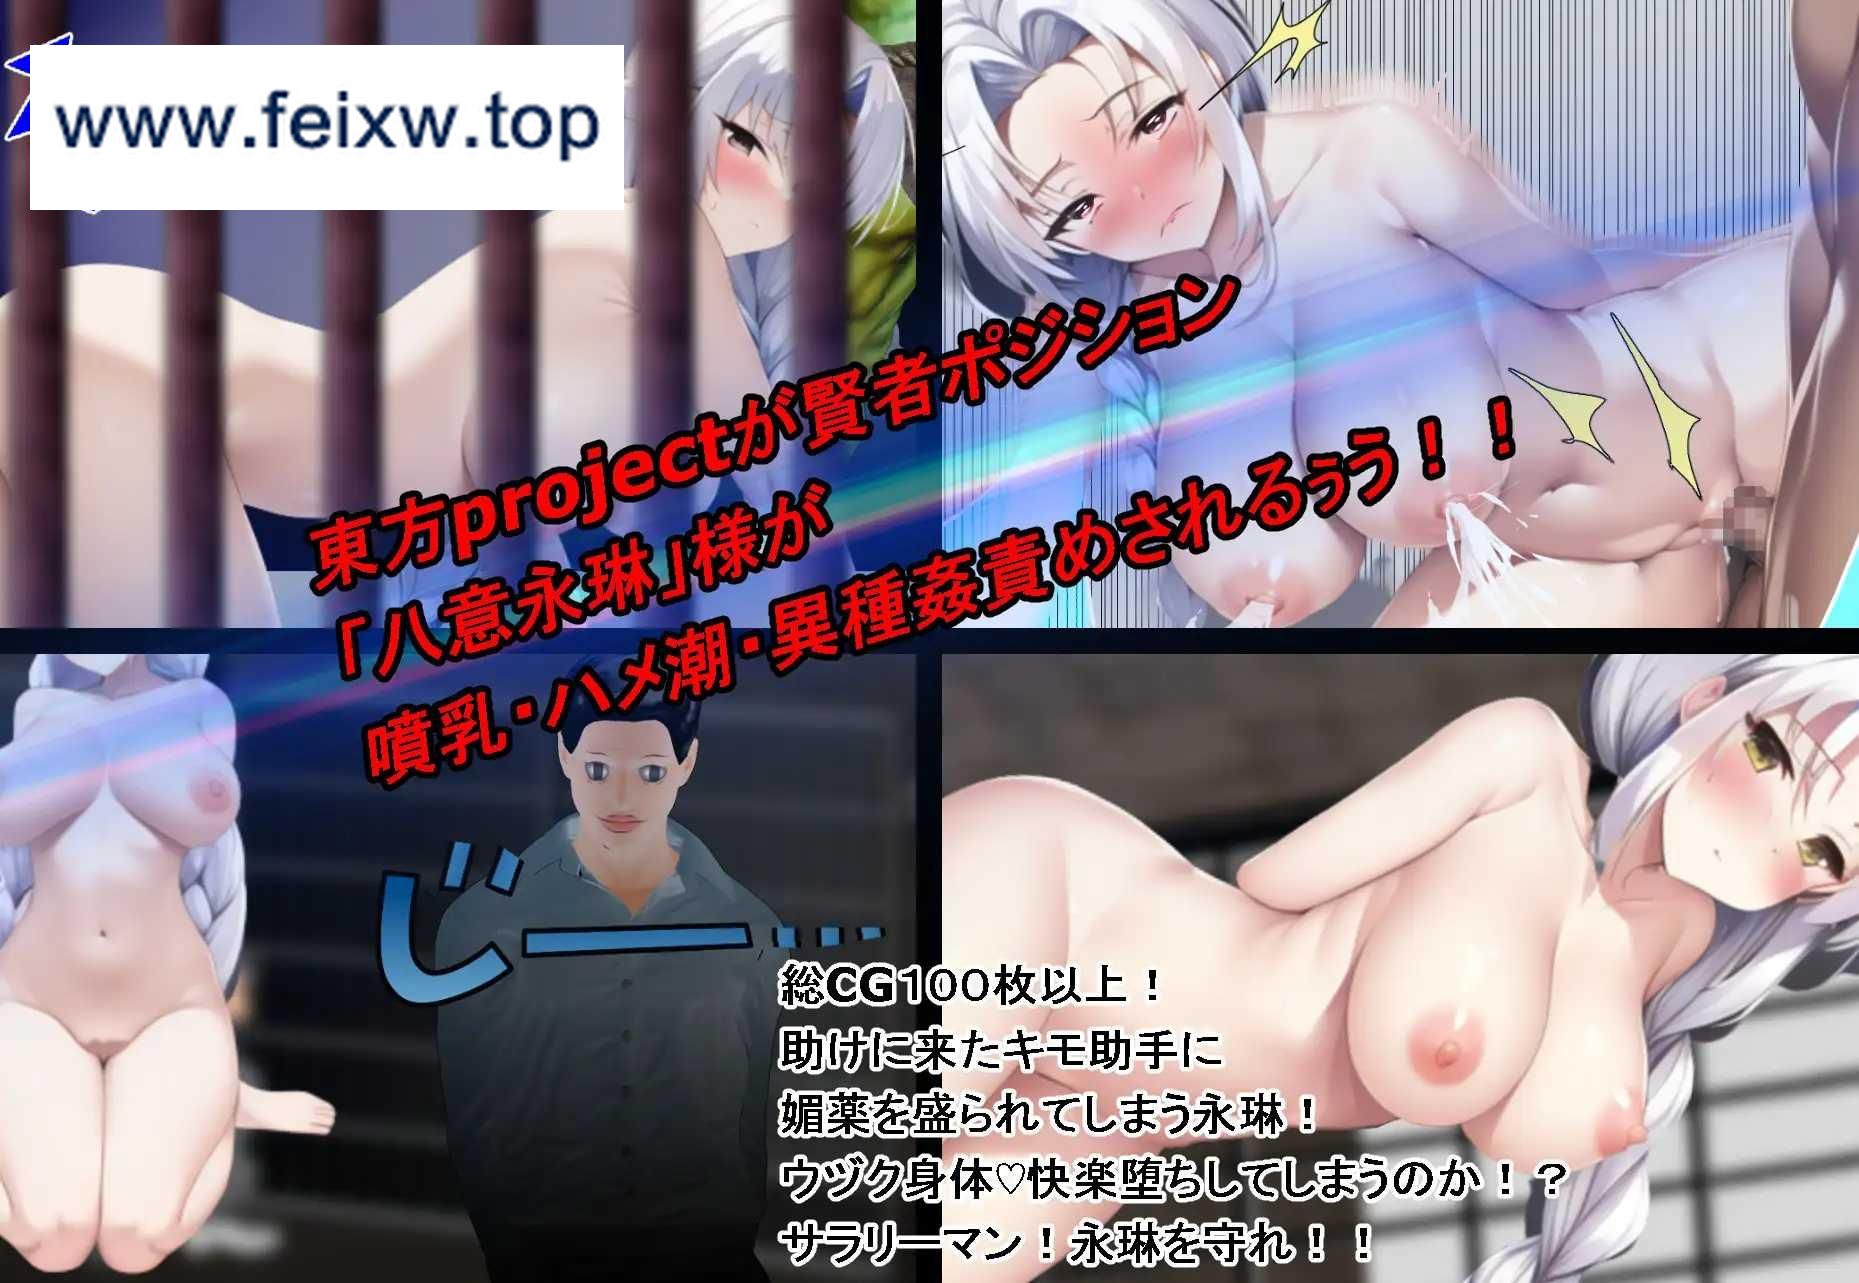 www.feixw.top
東方projectが賢者ポジション
「八意永琳」様が
噴乳・ハメ潮・異種姦責めされるぅう！！
じー…
総CG100枚以上！
助けに来たキモ助手に
媚薬を盛られてしまう永琳！
ウヅク身体♡快楽堕ちしてしまうのか！？
サラリーマン！永琳を守れ！！